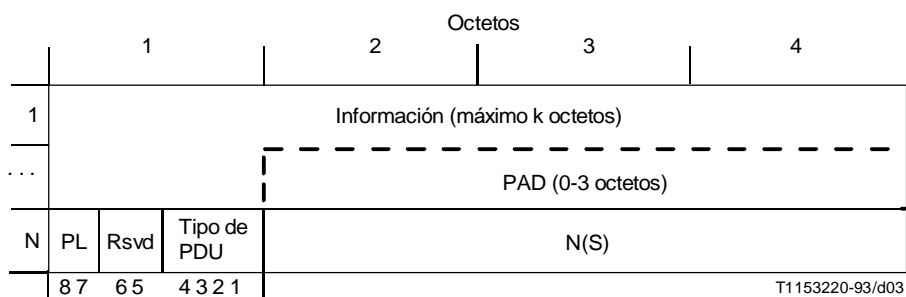 Octetos
1 2 3 4
1 Información (máximo k octetos)
. . . PAD (0-3 octetos)
N PL Rsvd Tipo de PDU N(S)
8 7 6 5 4 3 2 1 T1153220-93/d03